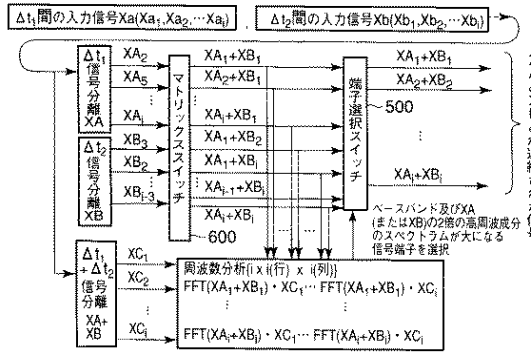 Δt₁間の入力信号Xa(Xa₁,Xa₂,…Xaᵢ)
,
Δt₂間の入力信号Xb(Xb₁,Xb₂,…Xbᵢ)
Δt₁
信号分離
XA
XA₂
XA₅
XAᵢ
Δt₂
信号分離
XB
XB₃
XB₂
XBᵢ₋₃
マトリックススイッチ
600
XA₁+XB₁
XA₂+XB₁
XAᵢ+XB₁
XA₁+XB₂
XA₁+XBᵢ
XAᵢ₋₁+XBᵢ
XAᵢ+XBᵢ
端子選択スイッチ
500
XA₁+XB₁
XA₂+XB₂
XAᵢ+XBᵢ
ベースバンド及びXA
(またはXB)の2倍の高周波成分
のスペクトラムが大になる
信号端子を選択
Δt₁
+Δt₂
信号
分離
XA+
XB
XC₁
XC₂
XCᵢ
周波数分析{i x i(行) x i(列)}
FFT(XA₁+XB₁)・XC₁… FFT(XA₁+XB₁)・XCᵢ
FFT(XAᵢ+XBᵢ)・XC₁… FFT(XAᵢ+XBᵢ)・XCᵢ